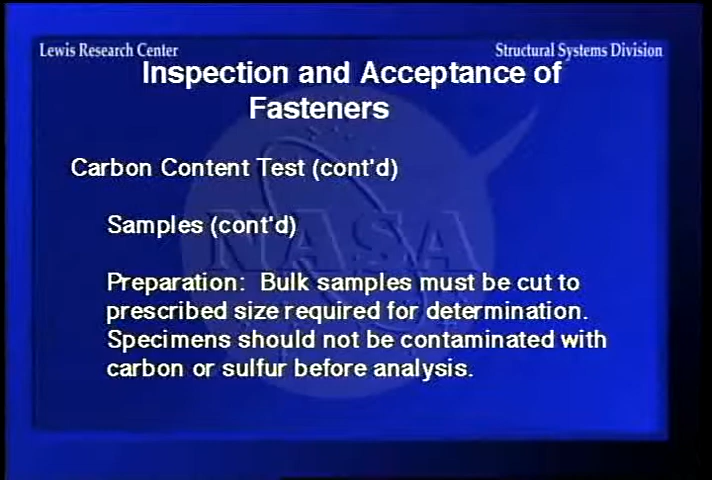 Lewis Research Center
Structural Systems Division
Inspection and Acceptance of
Fasteners
Carbon Content Test (cont'd)
Samples (cont'd)
NASA
Preparation:  Bulk samples must be cut to
prescribed size required for determination.
Specimens should not be contaminated with
carbon or sulfur before analysis.